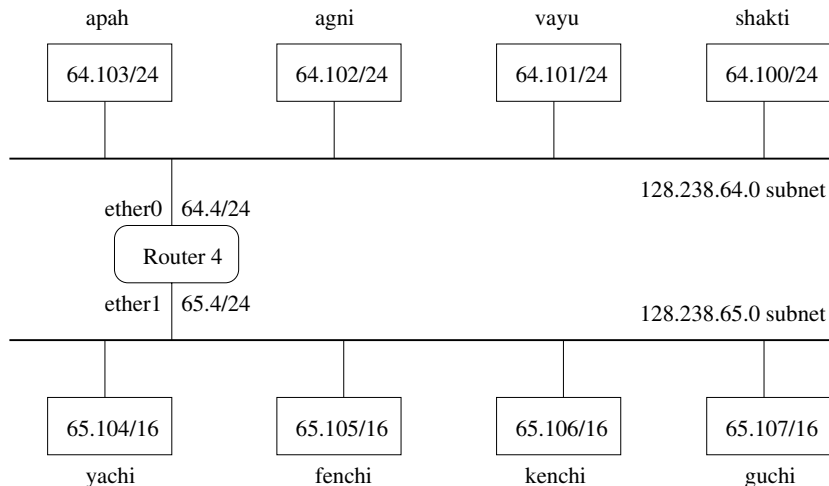 apah agni vayu shakti
64.103/24 64.102/24 64.101/24 64.100/24
128.238.64.0 subnet
ether0 64.4/24
Router 4
ether1 65.4/24
128.238.65.0 subnet
65.104/16 65.105/16 65.106/16 65.107/16
yachi fenchi kenchi guchi